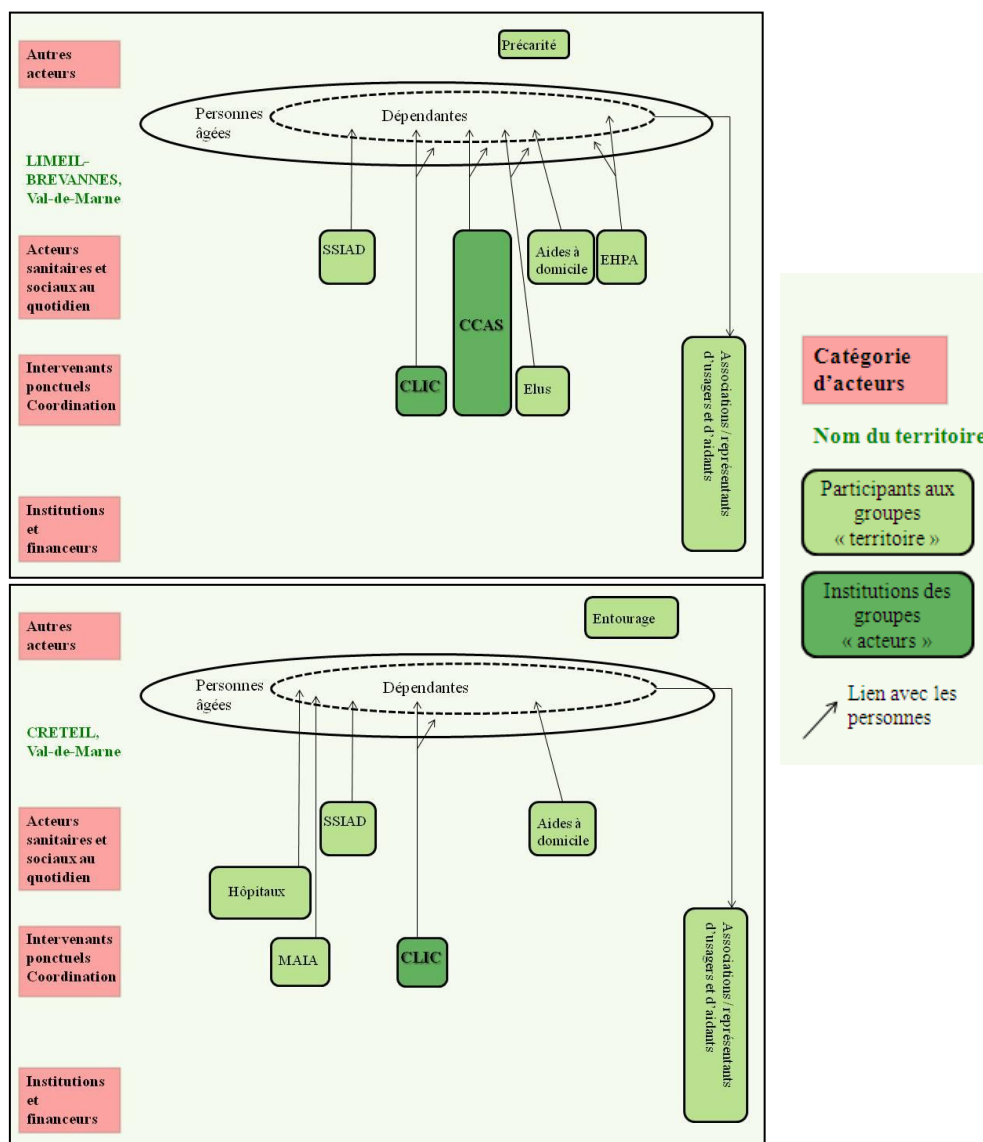 Autres
acteurs
Précarité
Personnes
âgées
Dépendantes
LIMEIL-
BREVANNES,
Val-de-Marne
Acteurs
sanitaires et
sociaux au
quotidien
SSIAD
CCAS
Aides à
domicile
EHPA
Intervenants
ponctuels
Coordination
CLIC
Elus
Associations / représentants
d'usagers et d'aidants
Institutions
et
financeurs
Autres
acteurs
Entourage
Personnes
âgées
Dépendantes
CRETEIL,
Val-de-Marne
Acteurs
sanitaires et
sociaux au
quotidien
SSIAD
Aides à
domicile
Hôpitaux
Intervenants
ponctuels
Coordination
MAIA
CLIC
Associations / représentants
d'usagers et d'aidants
Institutions
et
financeurs
Catégorie
d'acteurs
Nom du territoire
Participants aux
groupes
« territoire »
Institutions des
groupes
« acteurs »
Lien avec les
personnes